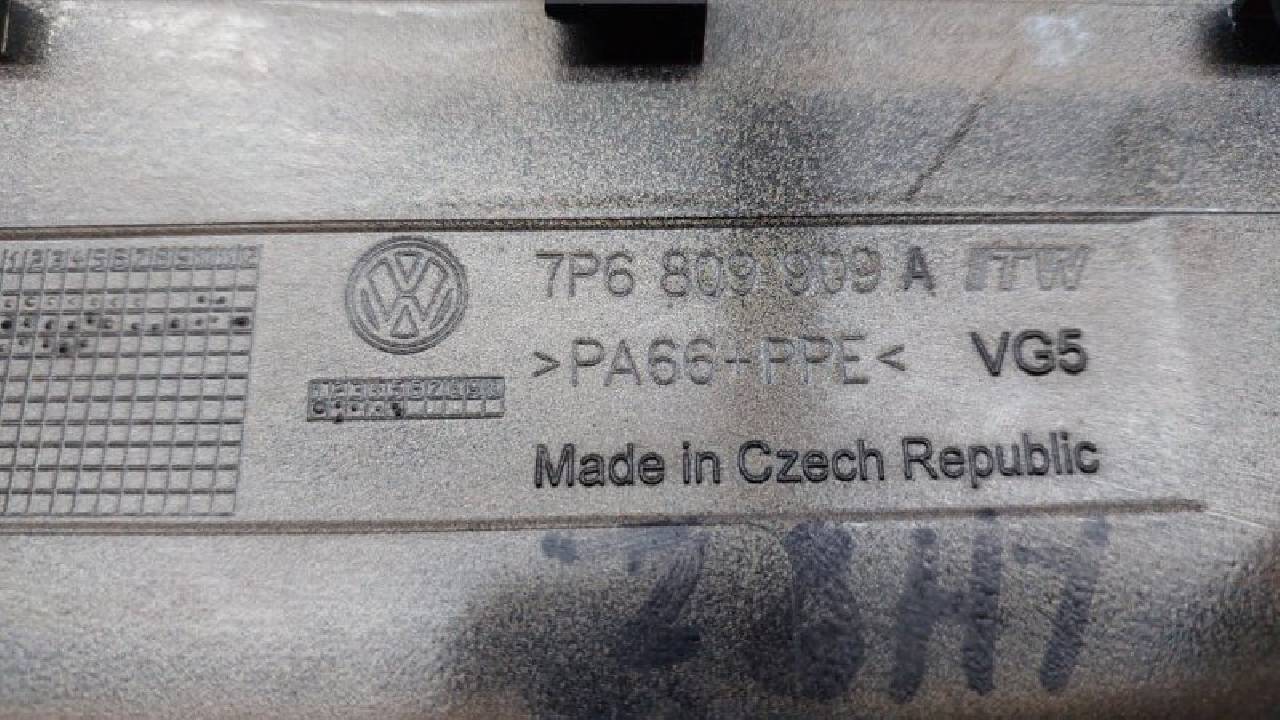 7P6 809 909 A ITW
>PA66+PPE< VG5
Made in Czech Republic